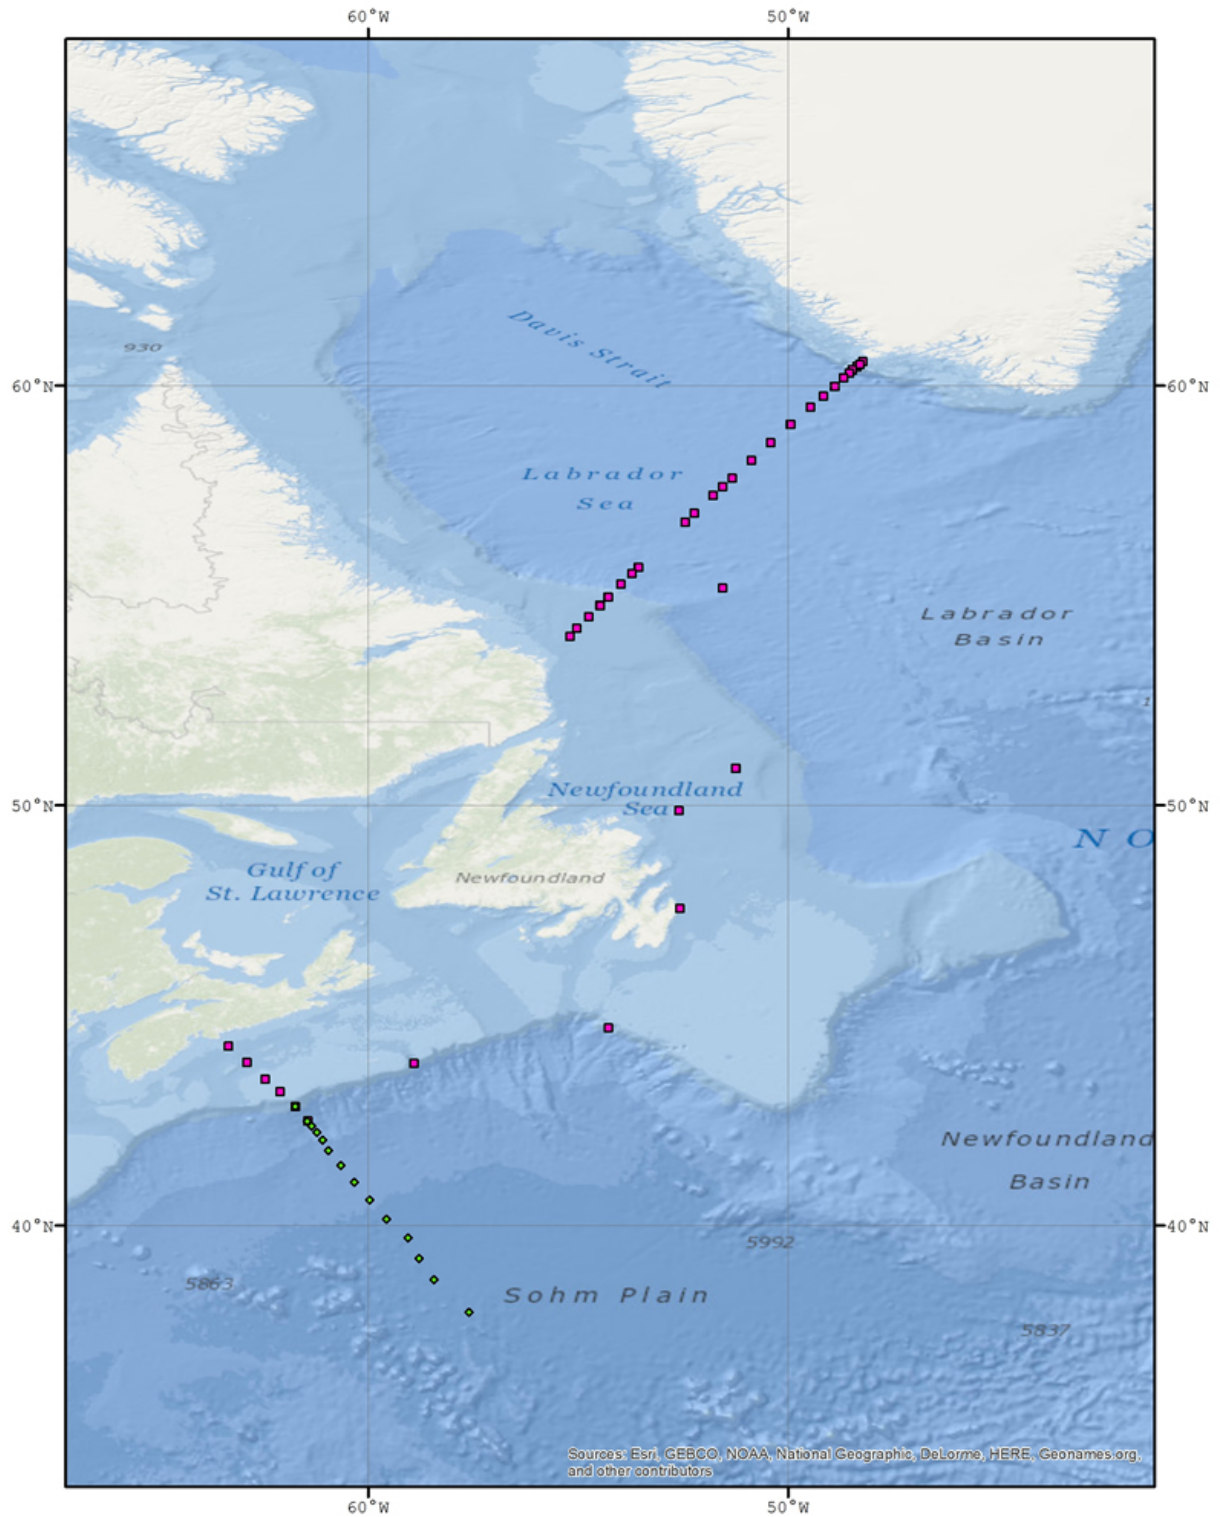 60°W 50°W
930
Davis Strait
60°N 60°N
Labrador
Sea
Labrador
Basin
1
Newfoundland
Sea
50°N 50°N
N O
Gulf of
St. Lawrence
Newfoundland
Newfoundland
Basin
40°N 40°N
5992
5863
Sohm Plain
5837
Sources: Esri, GEBCO, NOAA, National Geographic, DeLorme, HERE, Geonames.org,
and other contributors
60°W 50°W